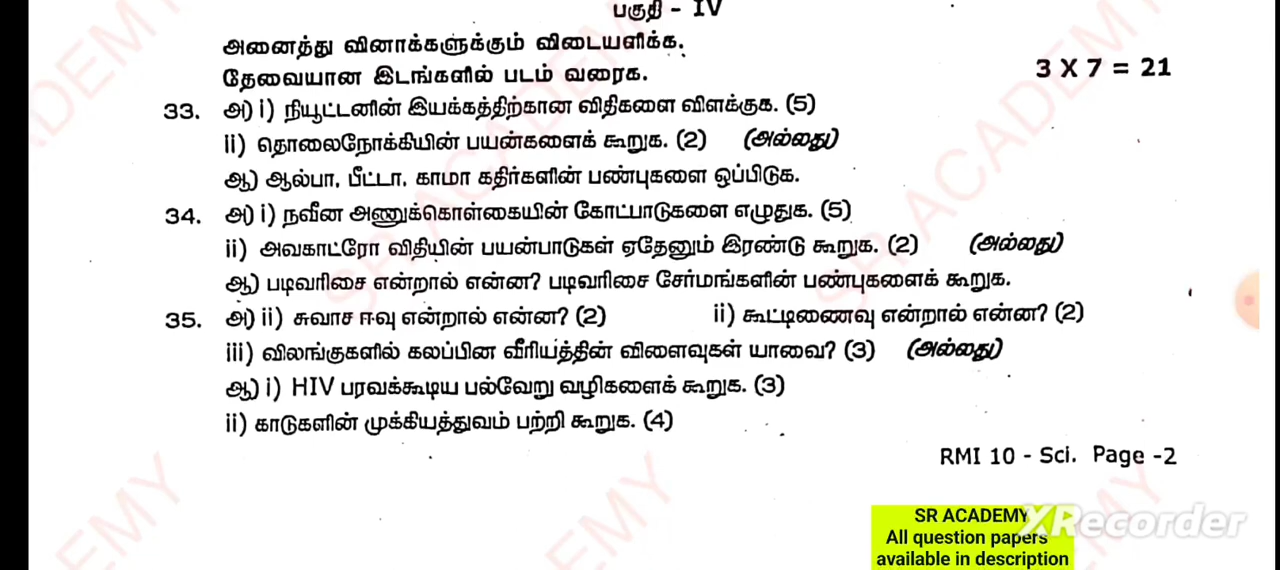 பகுதி - IV
அனைத்து வினாக்களுக்கும் விடையளிக்க.
தேவையான இடங்களில் படம் வரைக. 3 X 7 = 21
33. அ) i) நியூட்டனின் இயக்கத்திற்கான விதிகளை விளக்குக. (5)
ii) தொலைநோக்கியின் பயன்களைக் கூறுக. (2) (அல்லது)
ஆ) ஆல்பா, பீட்டா, காமா கதிர்களின் பண்புகளை ஒப்பிடுக.
34. அ) i) நவீன அணுக்கொள்கையின் கோட்பாடுகளை எழுதுக. (5)
ii) அவகாட்ரோ விதியின் பயன்பாடுகள் ஏதேனும் இரண்டு கூறுக. (2) (அல்லது)
ஆ) படிவரிசை என்றால் என்ன? படிவரிசை சேர்மங்களின் பண்புகளைக் கூறுக.
35. அ) ii) சுவாச ஈவு என்றால் என்ன? (2) ii) கூட்டிணைவு என்றால் என்ன? (2)
iii) விலங்குகளில் கலப்பின வீரியத்தின் விளைவுகள் யாவை? (3) (அல்லது)
ஆ) i) HIV பரவக்கூடிய பல்வேறு வழிகளைக் கூறுக. (3)
ii) காடுகளின் முக்கியத்துவம் பற்றி கூறுக. (4)
RMI 10 - Sci. Page -2
SR ACADEMY
All question papers
available in description
XRecorder
SR ACADEMY
SR ACADEMY